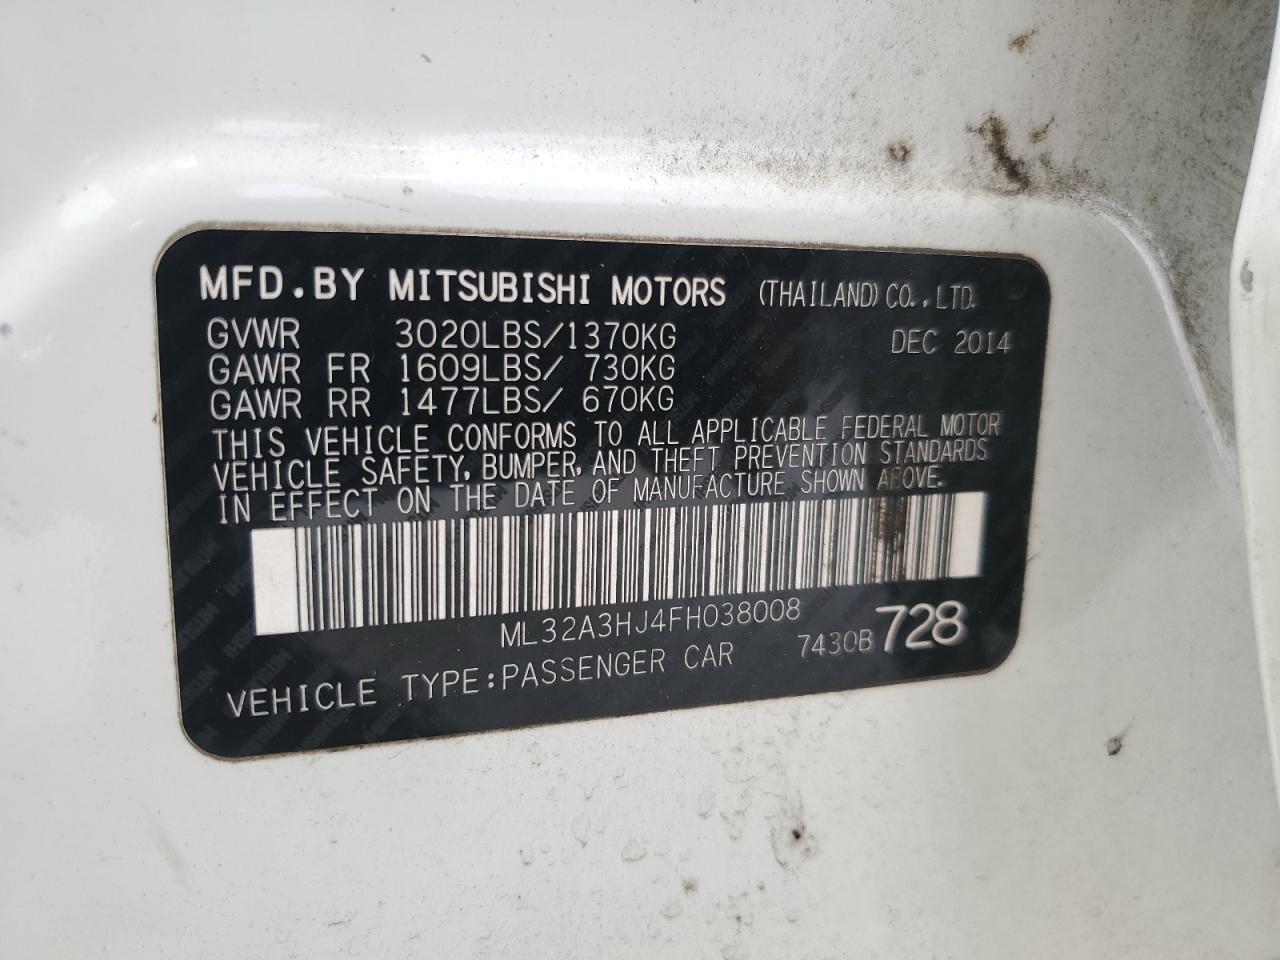 MFD.BY MITSUBISHI MOTORS (THAILAND) CO., LTD.
GVWR 3020LBS/1370KG DEC 2014
GAWR FR 1609LBS/ 730KG
GAWR RR 1477LBS/ 670KG
THIS VEHICLE CONFORMS TO ALL APPLICABLE FEDERAL MOTOR
VEHICLE SAFETY, BUMPER, AND THEFT PREVENTION STANDARDS
IN EFFECT ON THE DATE OF MANUFACTURE SHOWN ABOVE.
ML32A3HJ4FH038008
7430B 728
VEHICLE TYPE:PASSENGER CAR